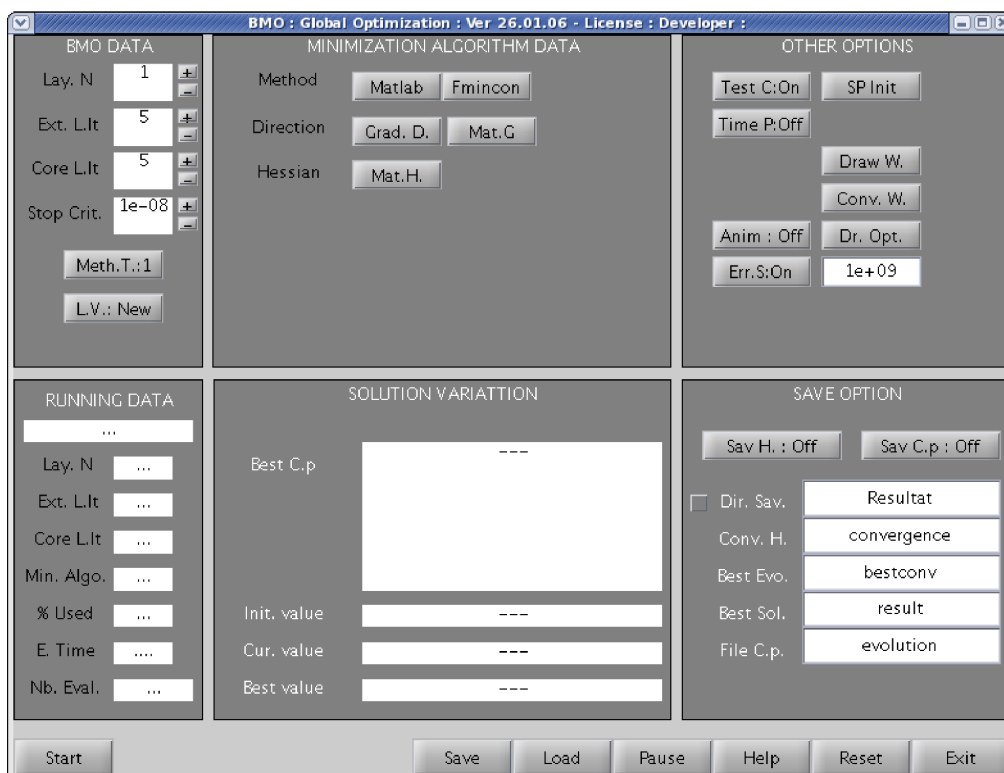 BMO : Global Optimization : Ver 26.01.06 - License : Developer :
BMO DATA
Lay. N 1 + -
Ext. L.It 5 + -
Core L.It 5 + -
Stop Crit. 1e-08 + -
Meth.T.:1
L.V.: New
MINIMIZATION ALGORITHM DATA
Method Matlab Fmincon
Direction Grad. D. Mat.G
Hessian Mat.H.
OTHER OPTIONS
Test C:On SP Init
Time P:Off
Draw W.
Conv. W.
Anim : Off Dr. Opt.
Err.S:On 1e+09
RUNNING DATA
...
Lay. N ...
Ext. L.It ...
Core L.It ...
Min. Algo. ...
% Used ...
E. Time ....
Nb. Eval. ...
SOLUTION VARIATTION
Best C.p ---
Init. value ---
Cur. value ---
Best value ---
SAVE OPTION
Sav H. : Off Sav C.p : Off
Dir. Sav. Resultat
Conv. H. convergence
Best Evo. bestconv
Best Sol. result
File C.p. evolution
Start Save Load Pause Help Reset Exit